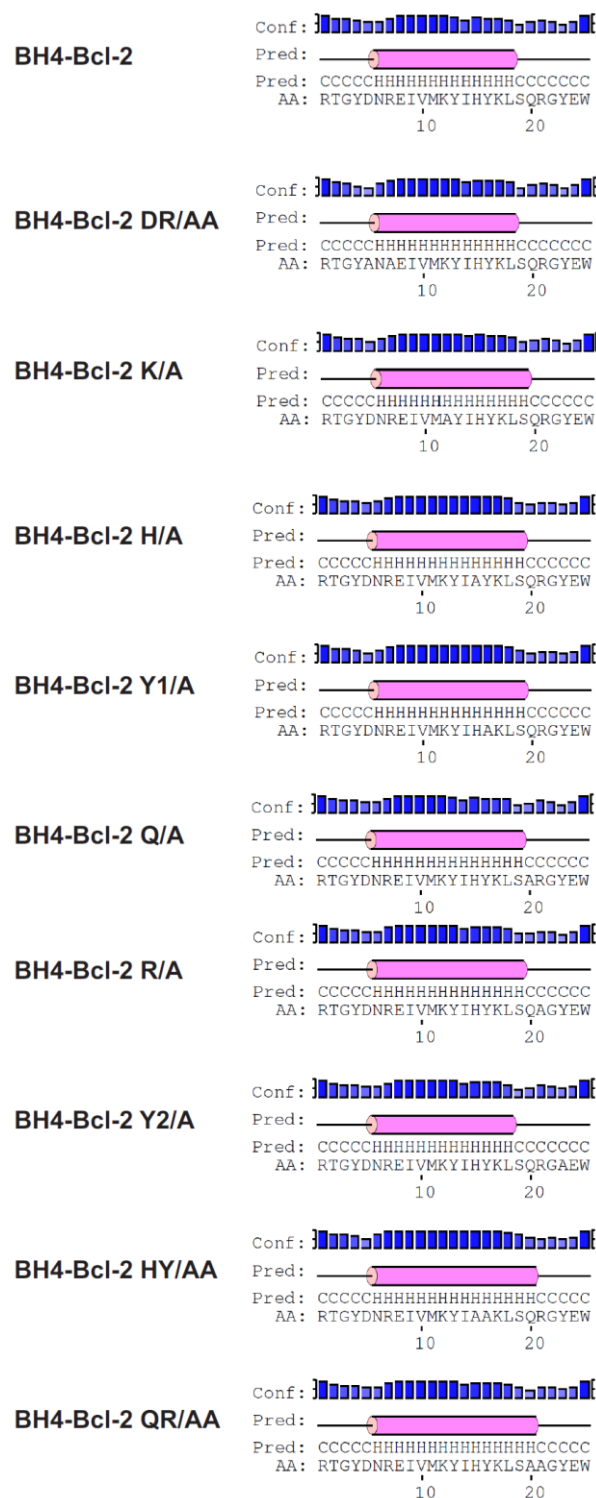 Conf:
BH4-Bcl-2 Pred:
Pred: CCCCCHHHHHHHHHHHHHCCCCCCC
AA: RTGYDNREIVMKYIHYKLSQRGYEW
10 20
Conf:
BH4-Bcl-2 DR/AA Pred:
Pred: CCCCCHHHHHHHHHHHHHCCCCCCC
AA: RTGYANAEIVMKYIHYKLSQRGYEW
10 20
Conf:
BH4-Bcl-2 K/A Pred:
Pred: CCCCCHHHHHHHHHHHHHHCCCCCC
AA: RTGYDNREIVMAYIHYKLSQRGYEW
10 20
Conf:
BH4-Bcl-2 H/A Pred:
Pred: CCCCCHHHHHHHHHHHHHHCCCCCC
AA: RTGYDNREIVMKYIAYKLSQRGYEW
10 20
Conf:
BH4-Bcl-2 Y1/A Pred:
Pred: CCCCCHHHHHHHHHHHHHHCCCCCC
AA: RTGYDNREIVMKYIHAKLSQRGYEW
10 20
Conf:
BH4-Bcl-2 Q/A Pred:
Pred: CCCCCHHHHHHHHHHHHHHCCCCCC
AA: RTGYDNREIVMKYIHYKLSARGYEW
10 20
Conf:
BH4-Bcl-2 R/A Pred:
Pred: CCCCCHHHHHHHHHHHHHHCCCCCC
AA: RTGYDNREIVMKYIHYKLSQAGYEW
10 20
Conf:
BH4-Bcl-2 Y2/A Pred:
Pred: CCCCCHHHHHHHHHHHHHCCCCCCC
AA: RTGYDNREIVMKYIHYKLSQRGAEW
10 20
Conf:
BH4-Bcl-2 HY/AA Pred:
Pred: CCCCCHHHHHHHHHHHHHHHCCCCC
AA: RTGYDNREIVMKYIAAKLSQRGYEW
10 20
Conf:
BH4-Bcl-2 QR/AA Pred:
Pred: CCCCCHHHHHHHHHHHHHHHCCCCC
AA: RTGYDNREIVMKYIHYKLSAAGYEW
10 20